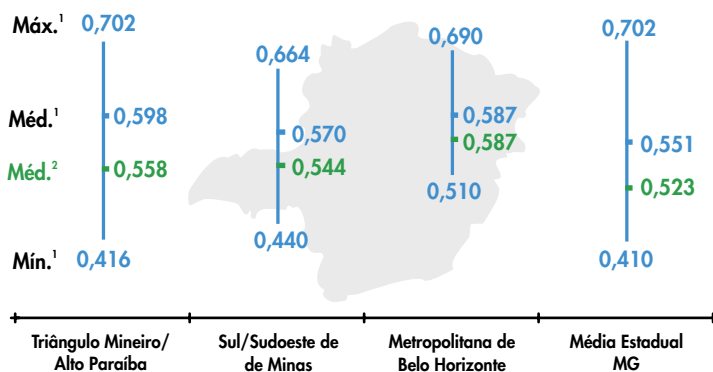 Máx.¹ 0,702 0,664 0,690 0,702
Méd.¹ 0,598 0,570 0,587 0,551
Méd.² 0,558 0,544 0,587 0,523
Mín.¹ 0,416 0,440 0,510 0,410
Triângulo Mineiro/
Alto Paraíba
Sul/Sudoeste de
de Minas
Metropolitana de
Belo Horizonte
Média Estadual
MG